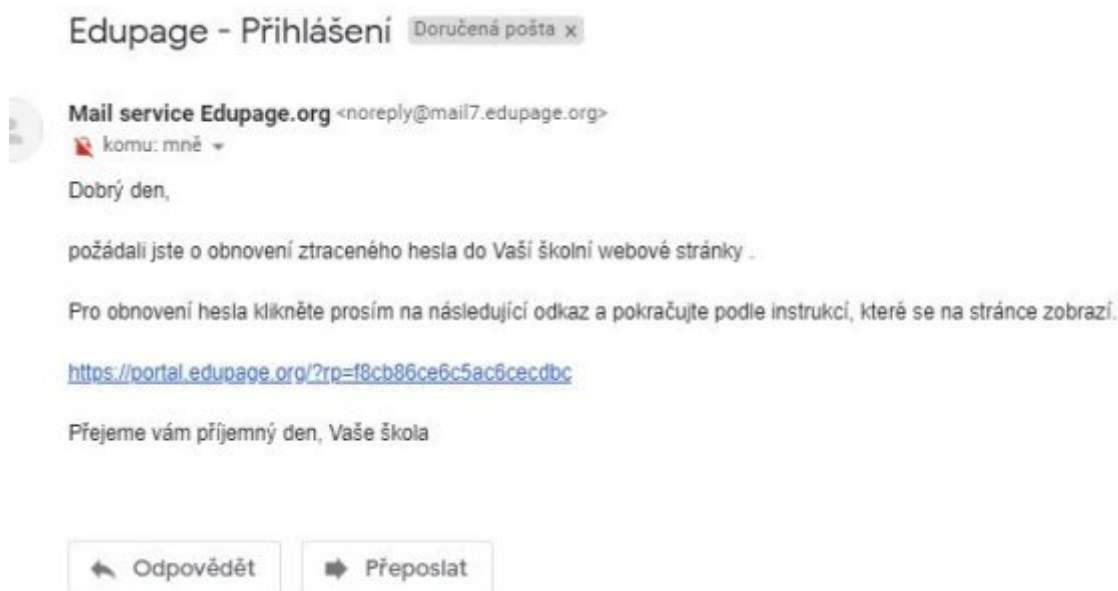 Edupage - Přihlášení Doručená pošta x
Mail service Edupage.org <noreply@mail7.edupage.org>
komu: mně
Dobrý den,
požádali jste o obnovení ztraceného hesla do Vaší školní webové stránky .
Pro obnovení hesla klikněte prosím na následující odkaz a pokračujte podle instrukcí, které se na stránce zobrazí.
https://portal.edupage.org/?rp=f8cb86ce6c5ac6cecdbc
Přejeme vám příjemný den, Vaše škola
Odpovědět Přeposlat